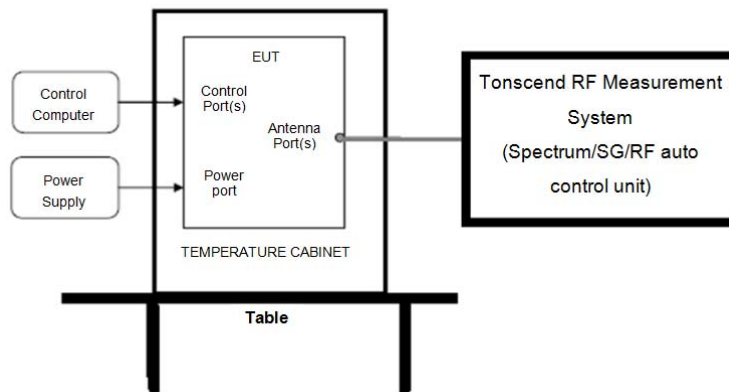 EUT
Control
Computer
Control
Port(s)
Antenna
Port(s)
Power
Supply
Power
port
TEMPERATURE CABINET
Table
Tonscend RF Measurement
System
(Spectrum/SG/RF auto
control unit)